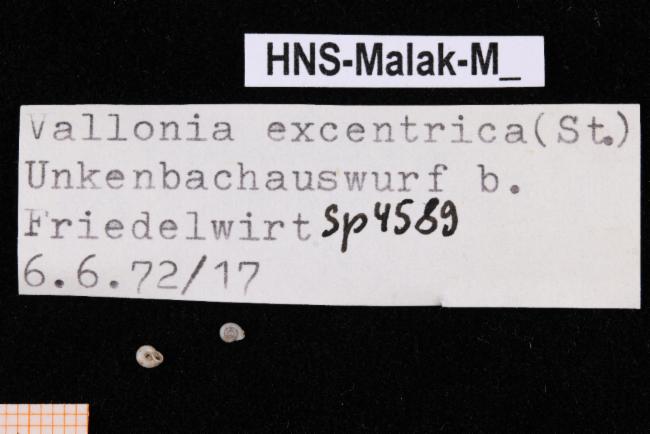 HNS-Malak-M_
Vallonia excentrica(St.)
Unkenbachauswurf b.
Friedelwirt Sp4589
6.6.72/17